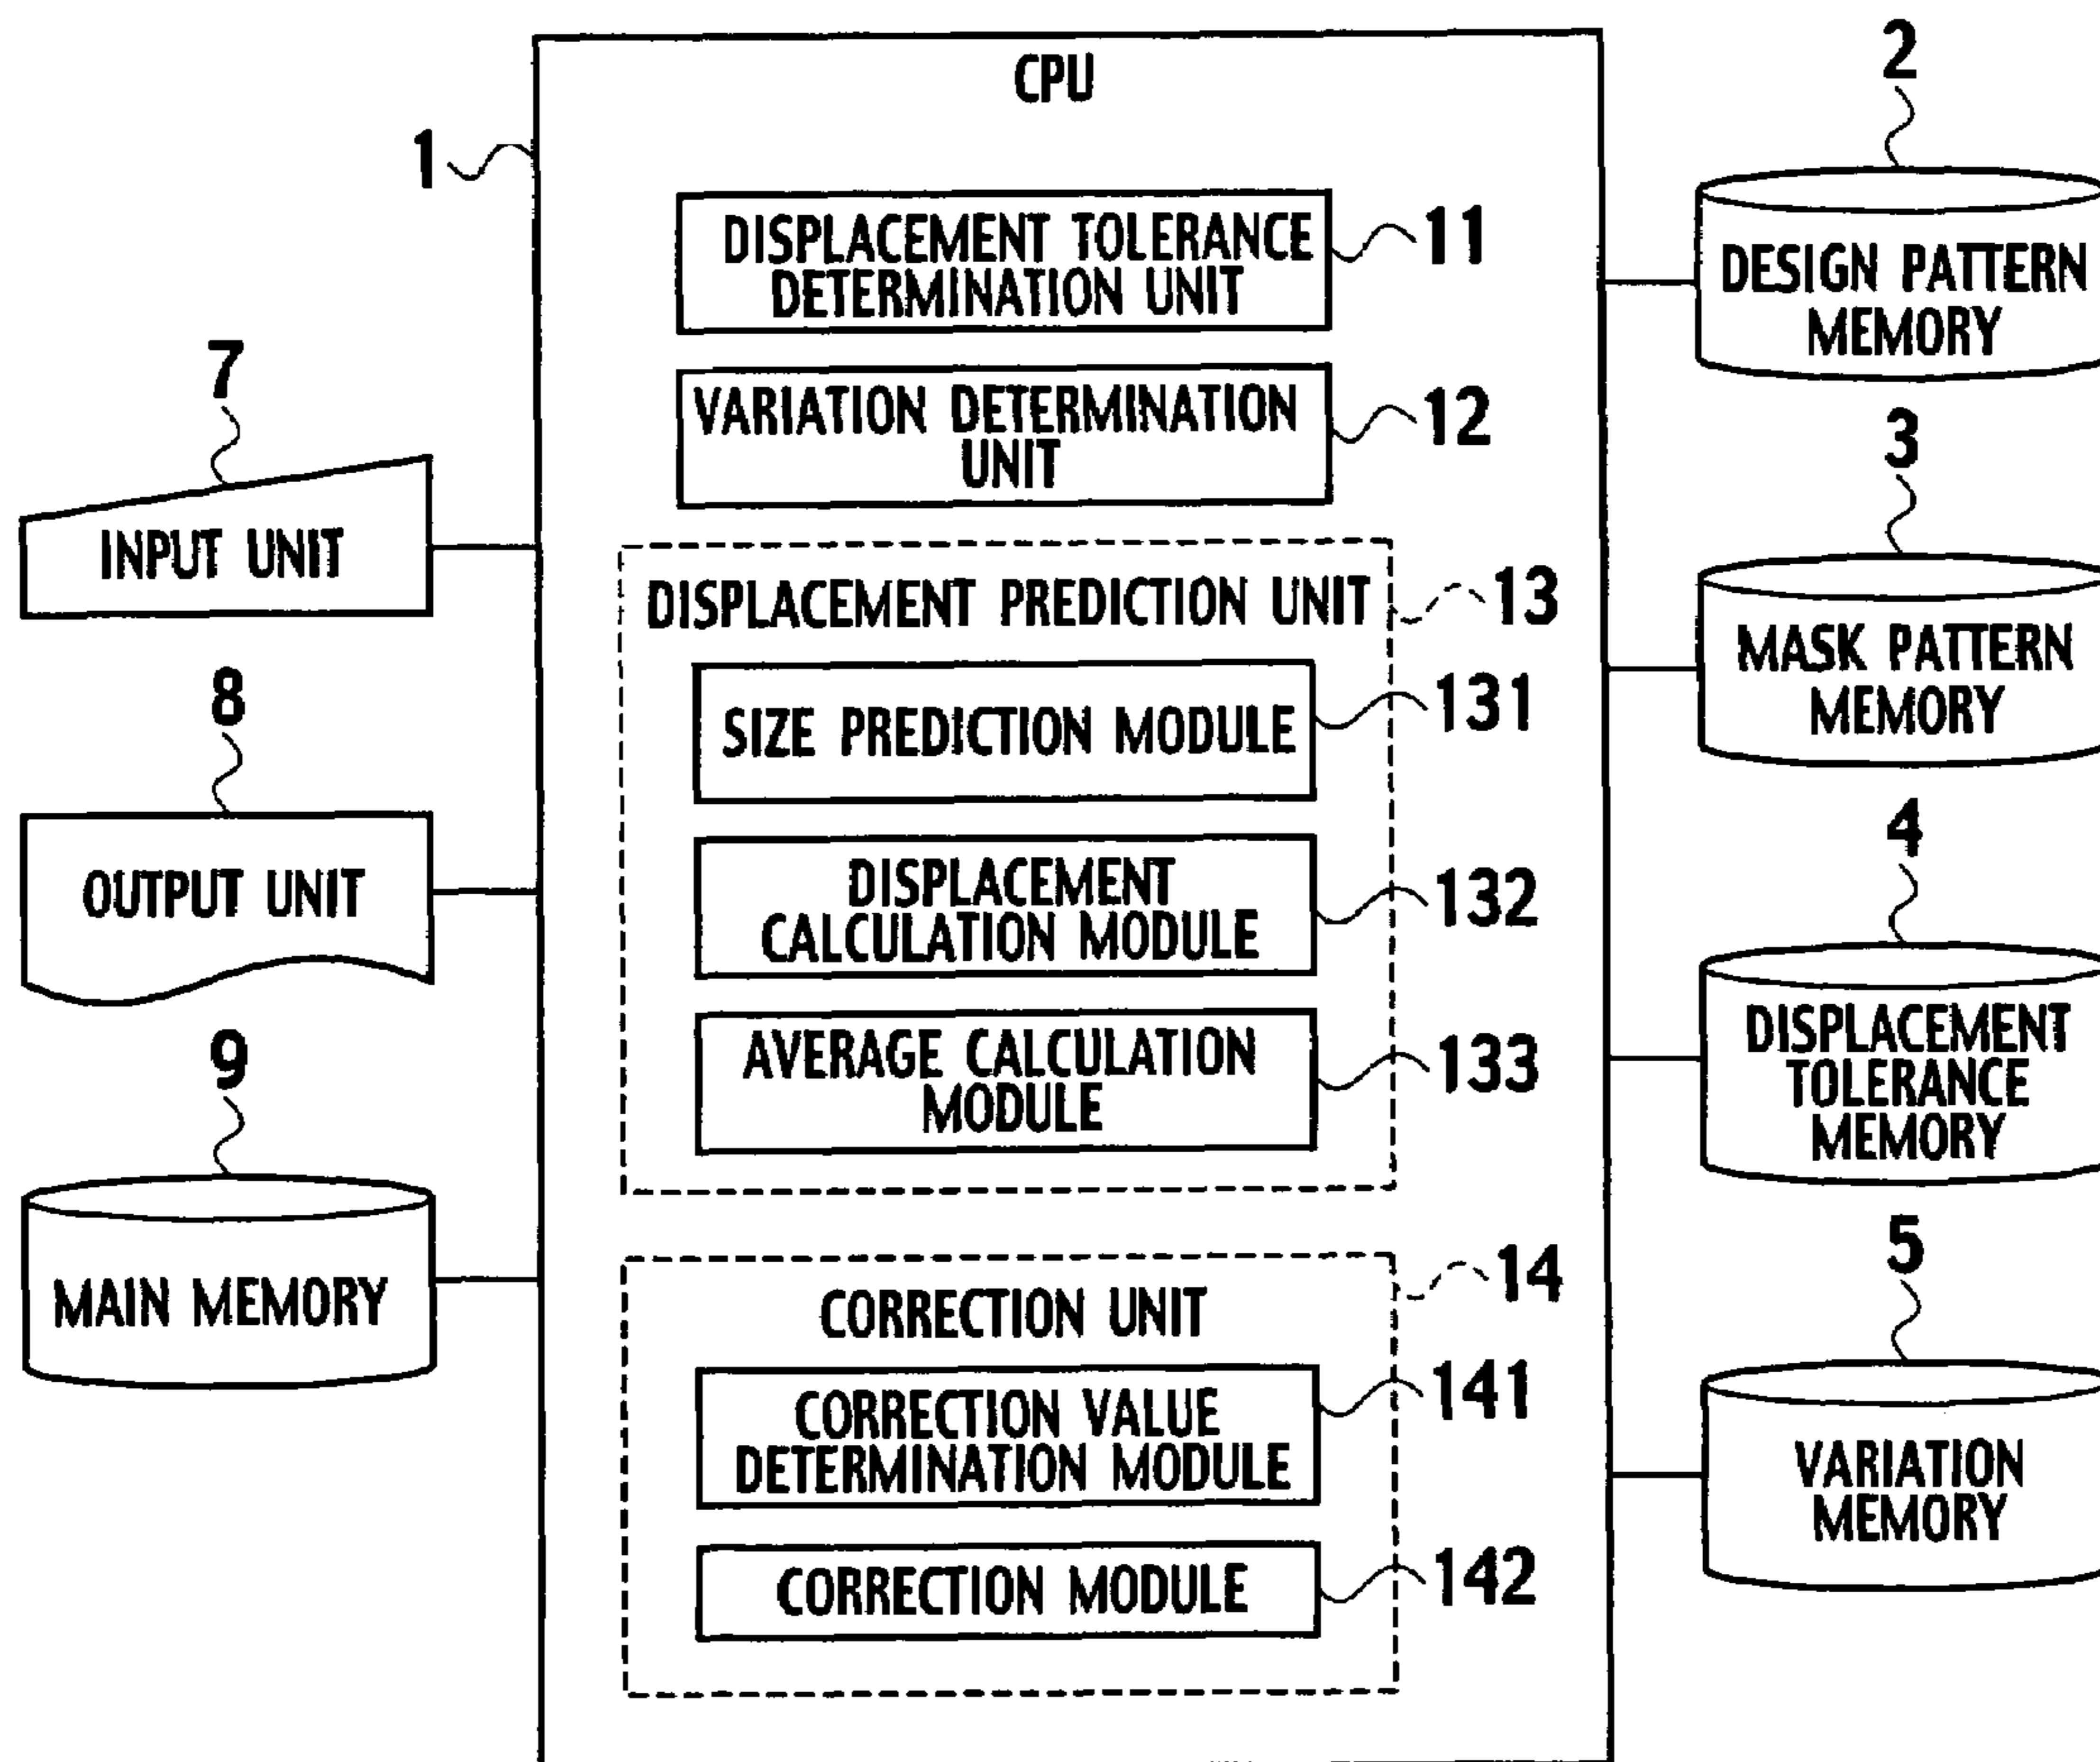 CPU
1
DISPLACEMENT TOLERANCE
DETERMINATION UNIT
11
VARIATION DETERMINATION
UNIT
12
DISPLACEMENT PREDICTION UNIT
13
SIZE PREDICTION MODULE
131
DISPLACEMENT
CALCULATION MODULE
132
AVERAGE CALCULATION
MODULE
133
CORRECTION UNIT
14
CORRECTION VALUE
DETERMINATION MODULE
141
CORRECTION MODULE
142
7
INPUT UNIT
8
OUTPUT UNIT
9
MAIN MEMORY
2
DESIGN PATTERN
MEMORY
3
MASK PATTERN
MEMORY
4
DISPLACEMENT
TOLERANCE
MEMORY
5
VARIATION
MEMORY